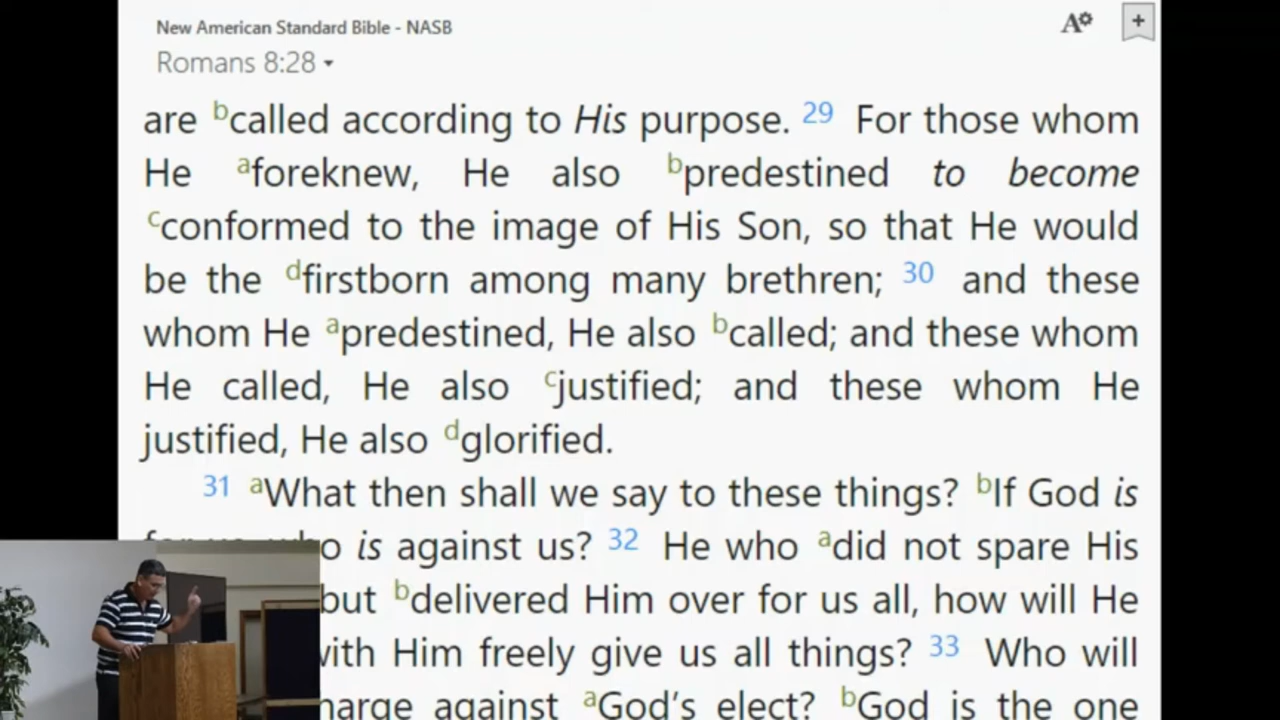 New American Standard Bible - NASB
A
+
Romans 8:28
are bcalled according to His purpose. 29 For those whom
He aforeknew, He also bpredestined to become
cconformed to the image of His Son, so that He would
be the dfirstborn among many brethren; 30 and these
whom He apredestined, He also bcalled; and these whom
He called, He also cjustified; and these whom He
justified, He also dglorified.
31 aWhat then shall we say to these things? bIf God is
is against us? 32 He who adid not spare His
but bdelivered Him over for us all, how will He
with Him freely give us all things? 33 Who will
against aGod's elect? bGod is the one